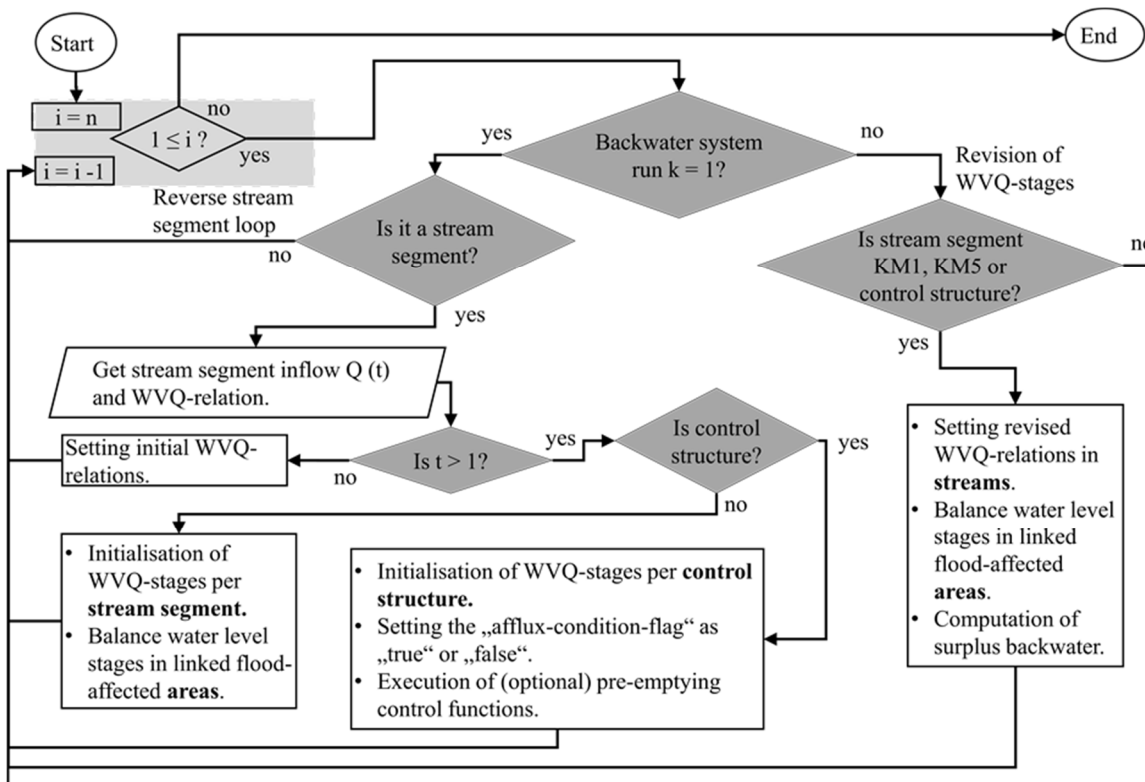 Start
End
i = n
no
1 ≤ i ?
yes
i = i -1
Reverse stream
segment loop
yes
Backwater system
run k = 1?
no
Revision of
WVQ-stages
Is it a stream
segment?
no
yes
Is stream segment
KM1, KM5 or
control structure?
no
yes
Get stream segment inflow Q (t)
and WVQ-relation.
Setting initial WVQ-
relations.
no
Is t > 1?
yes
Is control
structure?
yes
no
• Initialisation of
WVQ-stages per
stream segment.
• Balance water level
stages in linked flood-
affected areas.
• Initialisation of WVQ-stages per control
structure.
• Setting the „afflux-condition-flag“ as
„true“ or „false“.
• Execution of (optional) pre-emptying
control functions.
• Setting revised
WVQ-relations in
streams.
• Balance water level
stages in linked
flood-affected
areas.
• Computation of
surplus backwater.